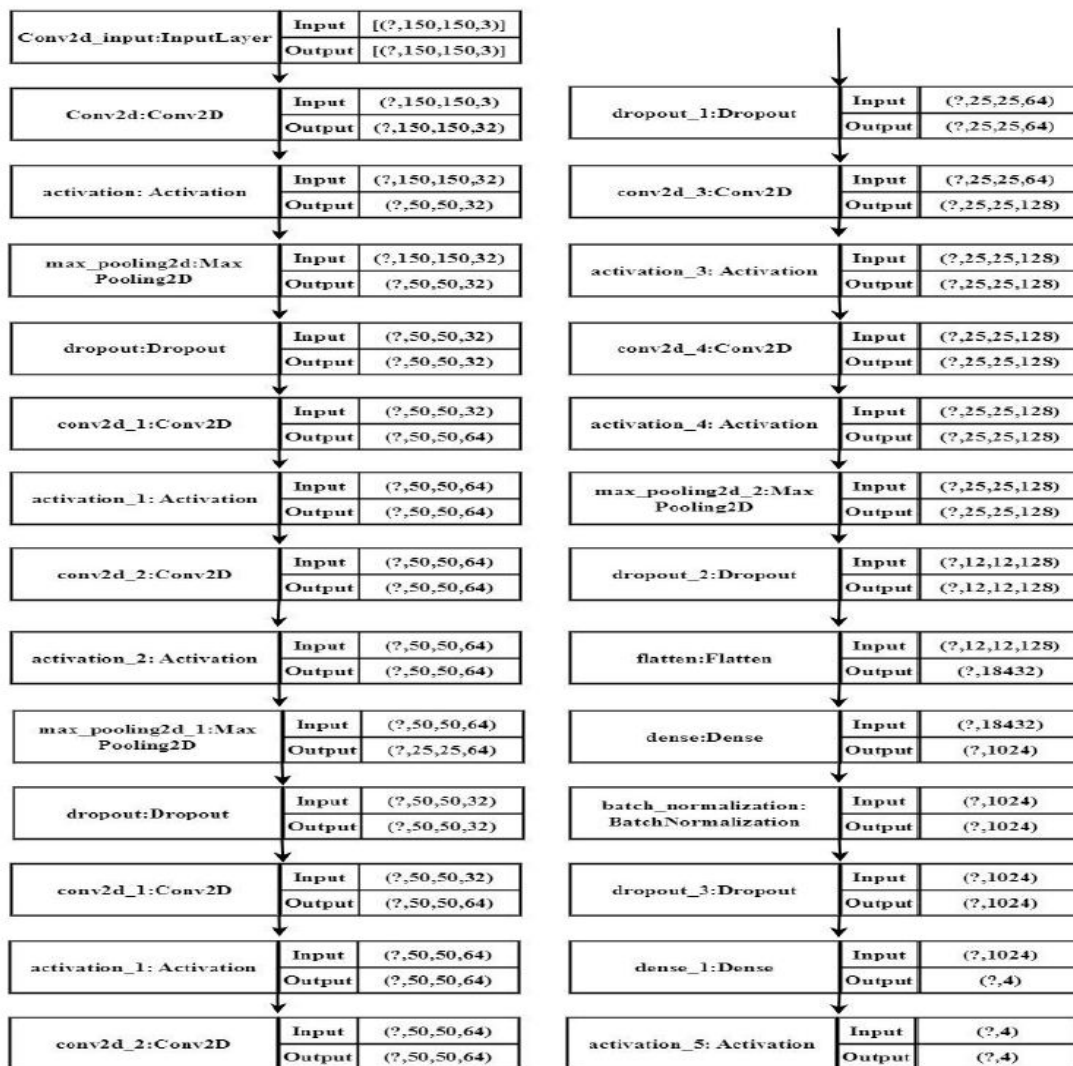 Conv2d_input:InputLayer
Input [(?,150,150,3)]
Output [(?,150,150,3)]
Conv2d:Conv2D
Input (?,150,150,3)
Output (?,150,150,32)
activation: Activation
Input (?,150,150,32)
Output (?,50,50,32)
max_pooling2d:Max
Pooling2D
Input (?,150,150,32)
Output (?,50,50,32)
dropout:Dropout
Input (?,50,50,32)
Output (?,50,50,32)
conv2d_1:Conv2D
Input (?,50,50,32)
Output (?,50,50,64)
activation_1: Activation
Input (?,50,50,64)
Output (?,50,50,64)
conv2d_2:Conv2D
Input (?,50,50,64)
Output (?,50,50,64)
activation_2: Activation
Input (?,50,50,64)
Output (?,50,50,64)
max_pooling2d_1:Max
Pooling2D
Input (?,50,50,64)
Output (?,25,25,64)
dropout:Dropout
Input (?,50,50,32)
Output (?,50,50,32)
conv2d_1:Conv2D
Input (?,50,50,32)
Output (?,50,50,64)
activation_1: Activation
Input (?,50,50,64)
Output (?,50,50,64)
conv2d_2:Conv2D
Input (?,50,50,64)
Output (?,50,50,64)
dropout_1:Dropout
Input (?,25,25,64)
Output (?,25,25,64)
conv2d_3:Conv2D
Input (?,25,25,64)
Output (?,25,25,128)
activation_3: Activation
Input (?,25,25,128)
Output (?,25,25,128)
conv2d_4:Conv2D
Input (?,25,25,128)
Output (?,25,25,128)
activation_4: Activation
Input (?,25,25,128)
Output (?,25,25,128)
max_pooling2d_2:Max
Pooling2D
Input (?,25,25,128)
Output (?,25,25,128)
dropout_2:Dropout
Input (?,12,12,128)
Output (?,12,12,128)
flatten:Flatten
Input (?,12,12,128)
Output (?,18432)
dense:Dense
Input (?,18432)
Output (?,1024)
batch_normalization:
BatchNormalization
Input (?,1024)
Output (?,1024)
dropout_3:Dropout
Input (?,1024)
Output (?,1024)
dense_1:Dense
Input (?,1024)
Output (?,4)
activation_5: Activation
Input (?,4)
Output (?,4)